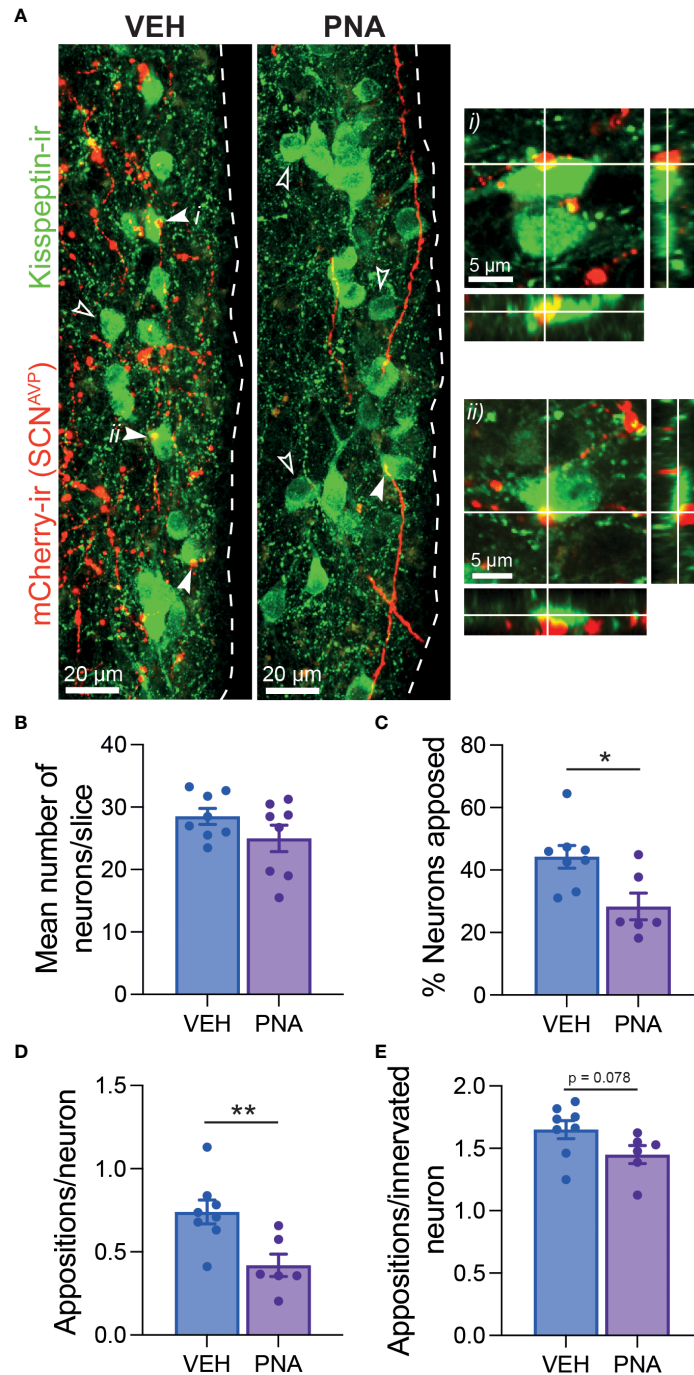 A
VEH
PNA
Kisspeptin-ir
mCherry-ir (SCN^AVP)
i
ii
20 µm
20 µm
i)
5 µm
ii)
5 µm
B
Mean number of
neurons/slice
40
30
20
10
0
VEH
PNA
C
% Neurons apposed
80
60
40
20
0
*
VEH
PNA
D
Appositions/neuron
1.5
1.0
0.5
0.0
**
VEH
PNA
E
Appositions/innervated
neuron
2.0
1.5
1.0
0.5
0.0
p = 0.078
VEH
PNA